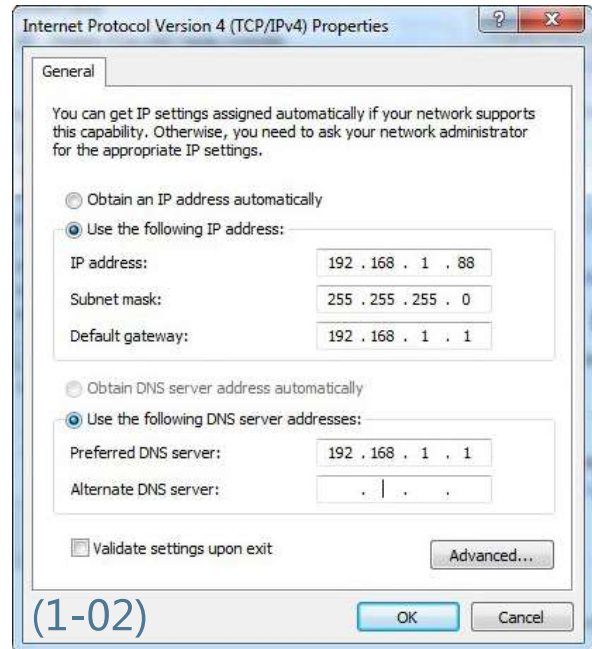 Internet Protocol Version 4 (TCP/IPv4) Properties
?
X
General
You can get IP settings assigned automatically if your network supports
this capability. Otherwise, you need to ask your network administrator
for the appropriate IP settings.
Obtain an IP address automatically
Use the following IP address:
IP address: 192 . 168 . 1 . 88
Subnet mask: 255 . 255 . 255 . 0
Default gateway: 192 . 168 . 1 . 1
Obtain DNS server address automatically
Use the following DNS server addresses:
Preferred DNS server: 192 . 168 . 1 . 1
Alternate DNS server: . . .
Validate settings upon exit
Advanced...
(1-02)
OK Cancel